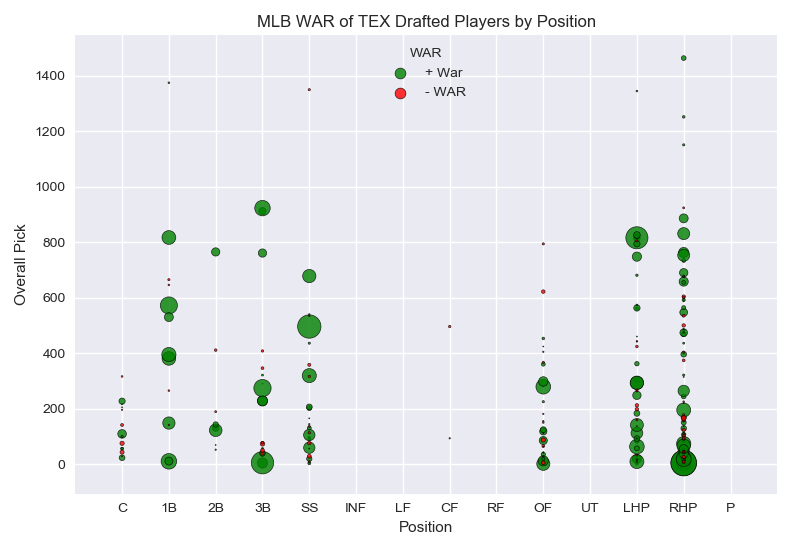 MLB WAR of TEX Drafted Players by Position
WAR
+ War
- WAR
1400
1200
1000
800
600
400
200
0
Overall Pick
C 1B 2B 3B SS INF LF CF RF OF UT LHP RHP P
Position